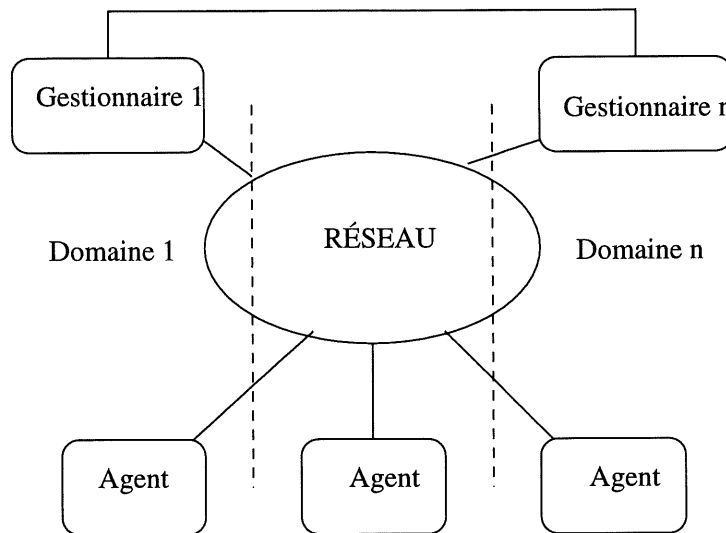 Gestionnaire 1
Gestionnaire n
RÉSEAU
Domaine 1
Domaine n
Agent
Agent
Agent